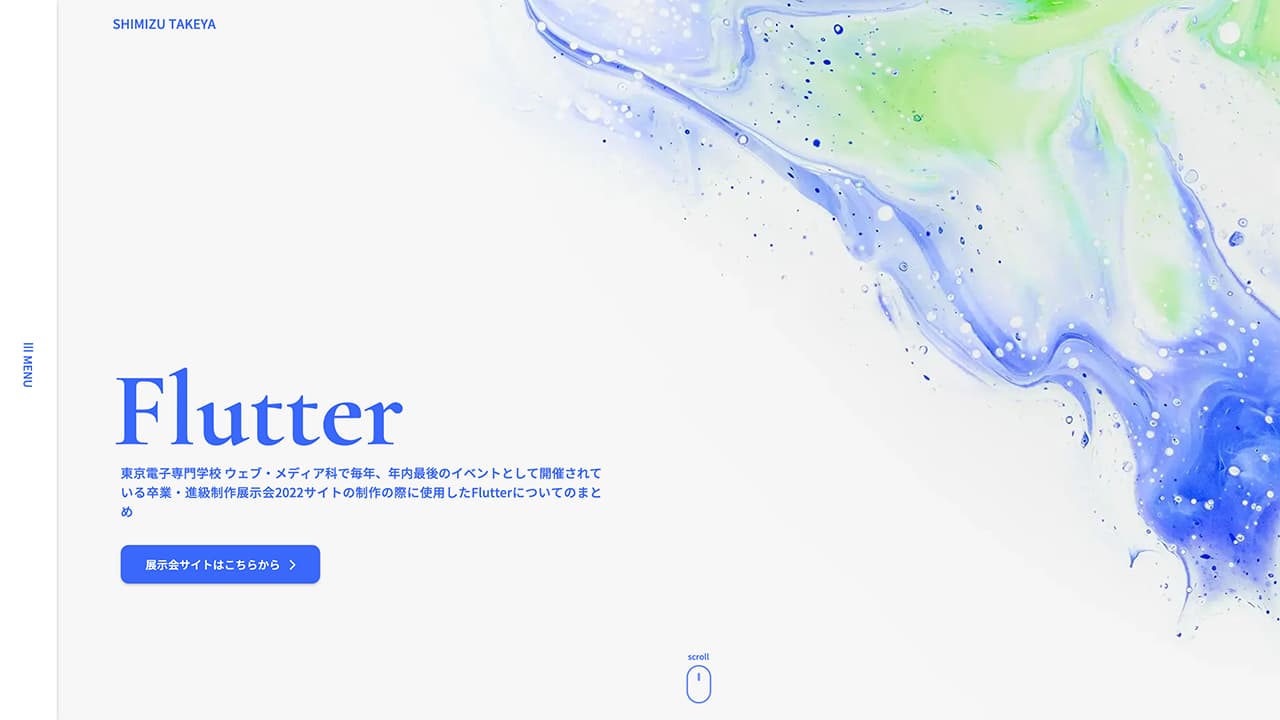 SHIMIZU TAKEYA
MENU
Flutter
東京電子専門学校 ウェブ・メディア科で毎年、年内最後のイベントとして開催されて
いる卒業・進級制作展示会2022サイトの制作の際に使用したFlutterについてのまと
め
展示会サイトはこちらから
scroll